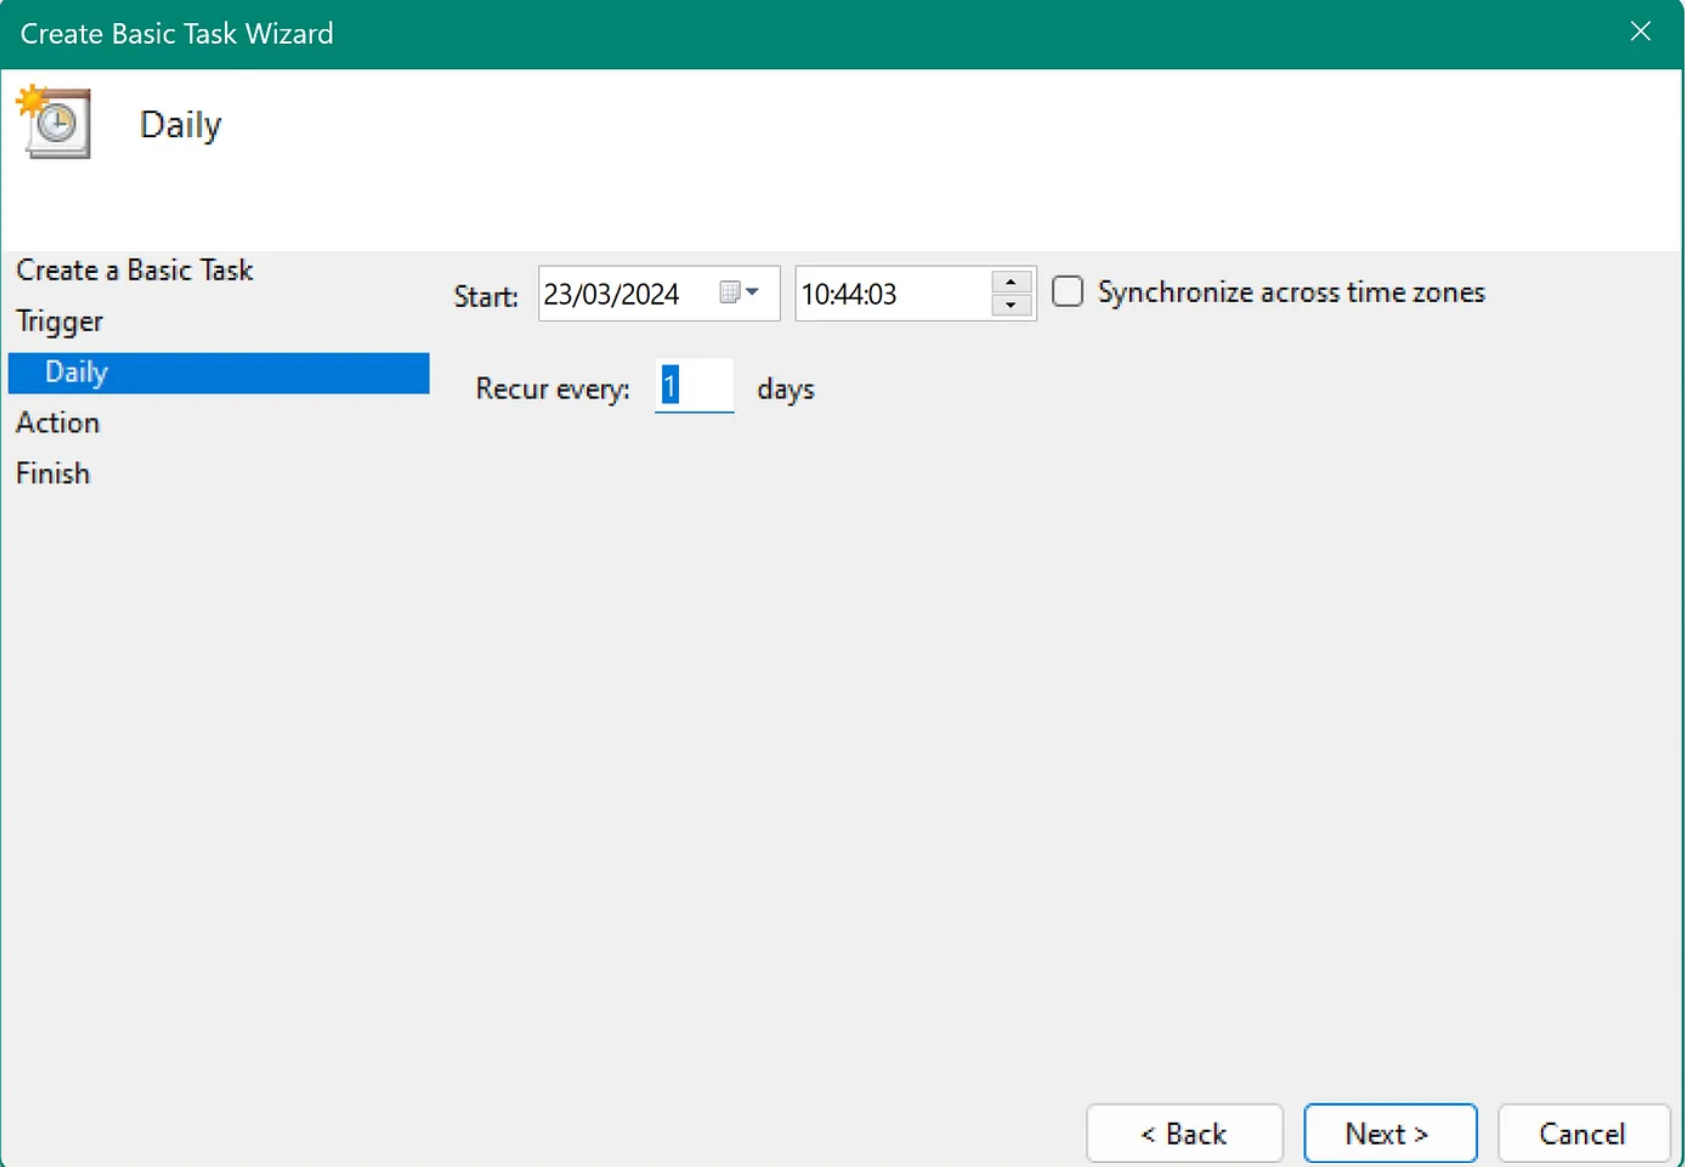 Create Basic Task Wizard
Daily
Create a Basic Task
Trigger
Daily
Action
Finish
Start: 23/03/2024 10:44:03 Synchronize across time zones
Recur every: 1 days
< Back Next > Cancel